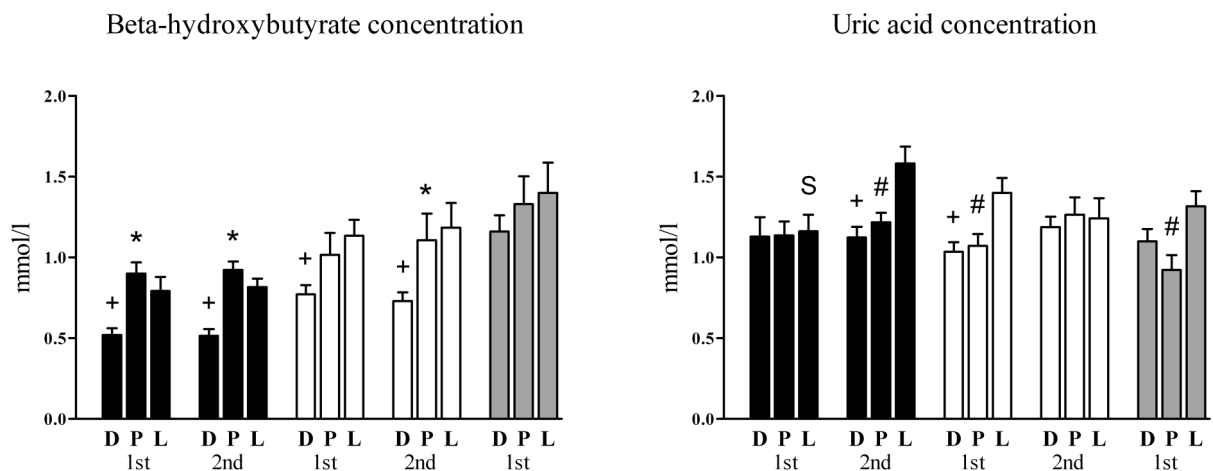 Beta-hydroxybutyrate concentration
2.0
1.5
1.0
0.5
0.0
mmol/l
+ * + * + + *
D P L D P L D P L D P L D P L
1st 2nd 1st 2nd 1st
Uric acid concentration
2.0
1.5
1.0
0.5
0.0
mmol/l
S + # + # #
D P L D P L D P L D P L D P L
1st 2nd 1st 2nd 1st